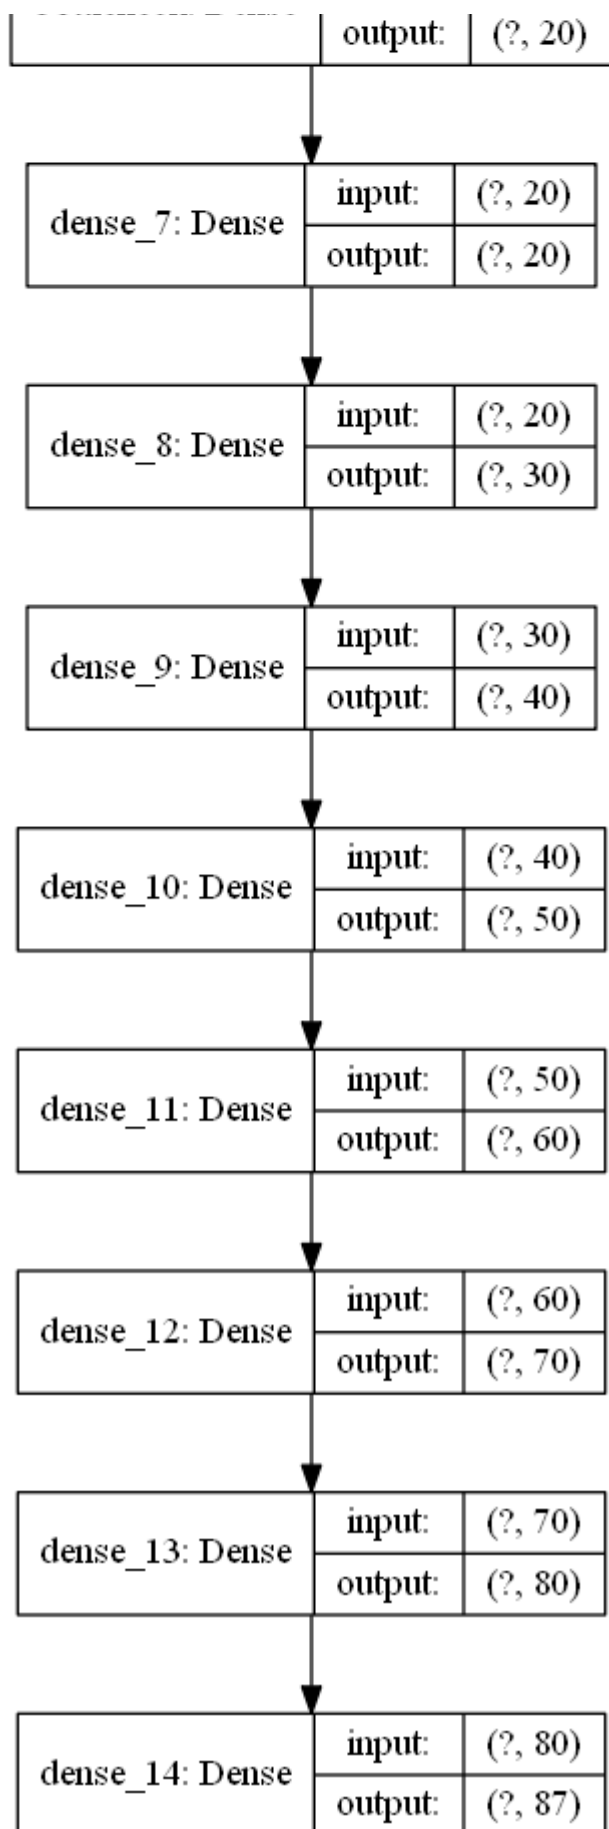 output: (?, 20)
dense_7: Dense
input: (?, 20)
output: (?, 20)
dense_8: Dense
input: (?, 20)
output: (?, 30)
dense_9: Dense
input: (?, 30)
output: (?, 40)
dense_10: Dense
input: (?, 40)
output: (?, 50)
dense_11: Dense
input: (?, 50)
output: (?, 60)
dense_12: Dense
input: (?, 60)
output: (?, 70)
dense_13: Dense
input: (?, 70)
output: (?, 80)
dense_14: Dense
input: (?, 80)
output: (?, 87)